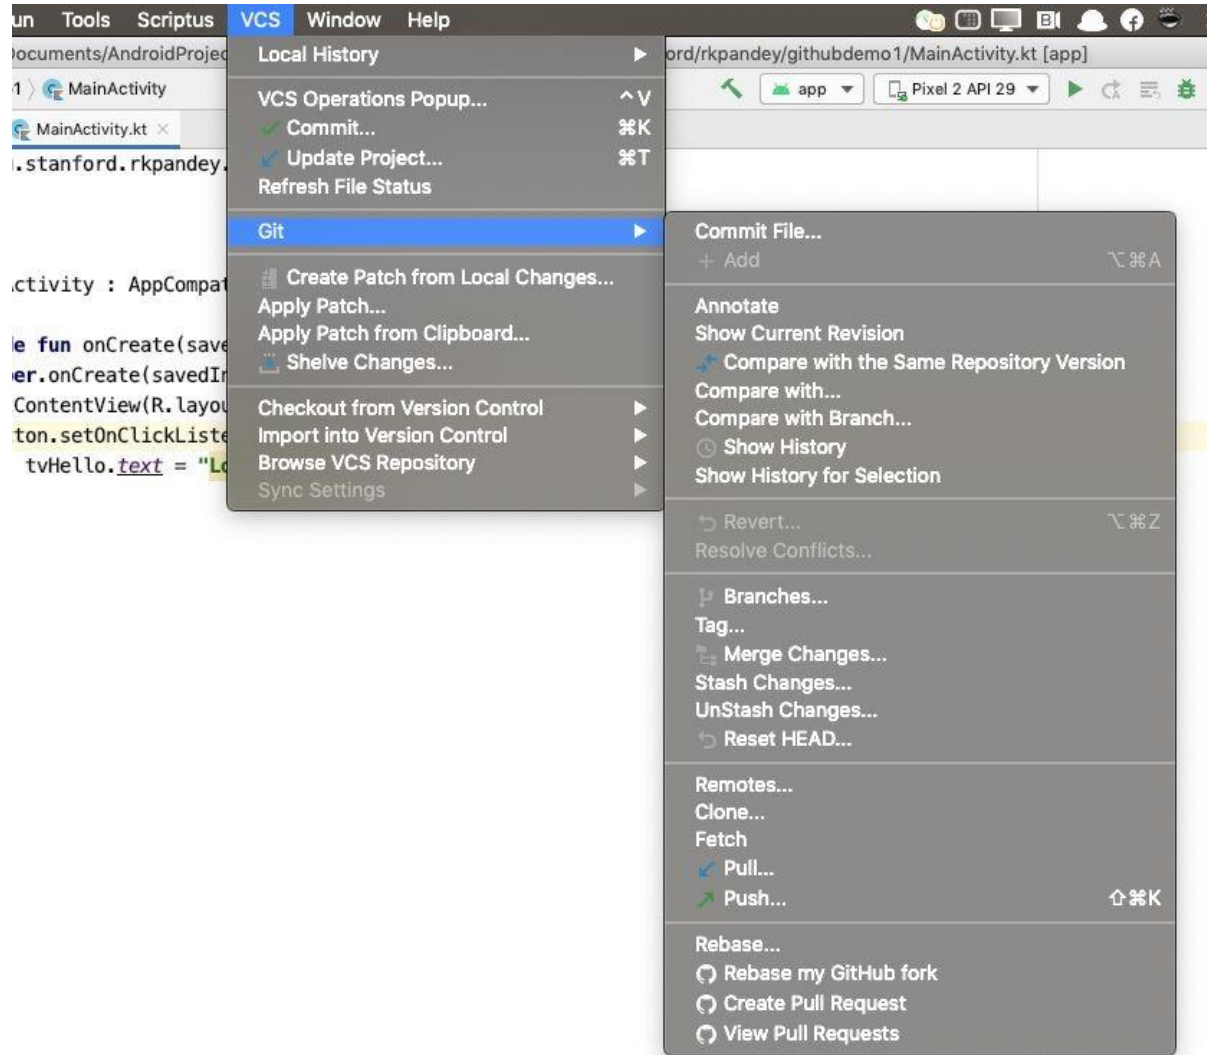 un Tools Scriptus VCS Window Help
ocuments/AndroidProjec
ord/rkpandey/githubdemo1/MainActivity.kt [app]
1 〉 MainActivity
app Pixel 2 API 29
MainActivity.kt ×
.stanford.rkpandey.
ctivity : AppCompat
e fun onCreate(save
er.onCreate(savedIn
ContentView(R.layou
ton.setOnClickListe
tvHello.text = "Lo
Local History ▶
VCS Operations Popup... ^V
Commit... ⌘K
Update Project... ⌘T
Refresh File Status
Git ▶
Create Patch from Local Changes...
Apply Patch...
Apply Patch from Clipboard...
Shelve Changes...
Checkout from Version Control ▶
Import into Version Control ▶
Browse VCS Repository ▶
Sync Settings ▶
Commit File...
+ Add ⌥⌘A
Annotate
Show Current Revision
Compare with the Same Repository Version
Compare with...
Compare with Branch...
Show History
Show History for Selection
Revert... ⌥⌘Z
Resolve Conflicts...
Branches...
Tag...
Merge Changes...
Stash Changes...
UnStash Changes...
Reset HEAD...
Remotes...
Clone...
Fetch
Pull...
Push... ⇧⌘K
Rebase...
Rebase my GitHub fork
Create Pull Request
View Pull Requests